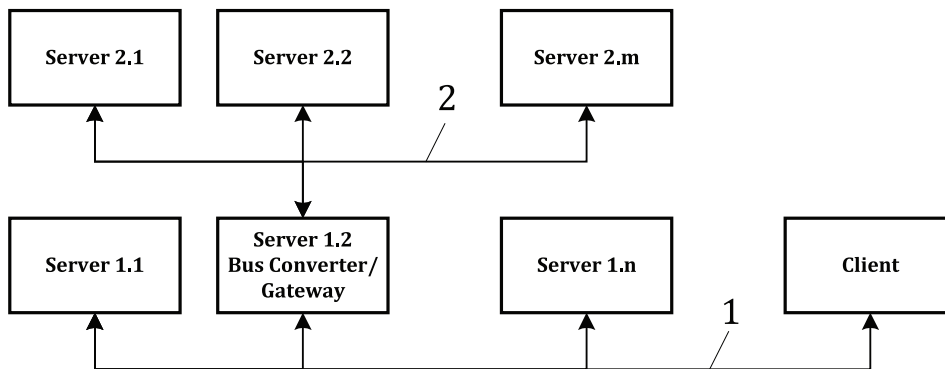 Server 2.1
Server 2.2
Server 2.m
2
Server 1.1
Server 1.2
Bus Converter/
Gateway
Server 1.n
Client
1